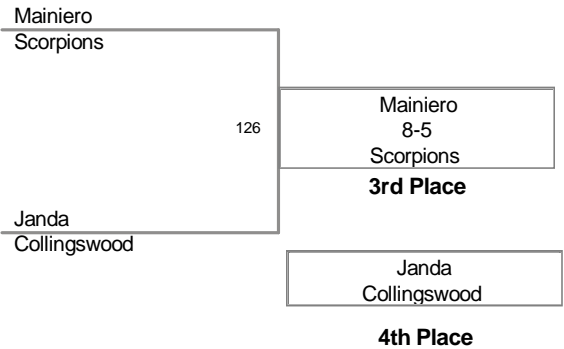 Mainiero
Scorpions
126
Mainiero
8-5
Scorpions
3rd Place
Janda
Collingswood
Janda
Collingswood
4th Place